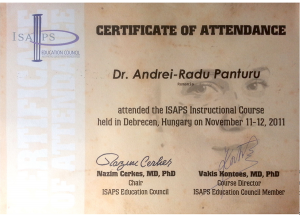 ISAPS
EDUCATION COUNCIL
CERTIFICATE OF ATTENDANCE
Dr. Andrei-Radu Panturu
attended the ISAPS Instructional Course
held in Debrecen, Hungary on November 11-12, 2011
Nazim Cerkes, MD, PhD
Chair
ISAPS Education Council
Vakis Kontoes, MD, PhD
Course Director
ISAPS Education Council Member